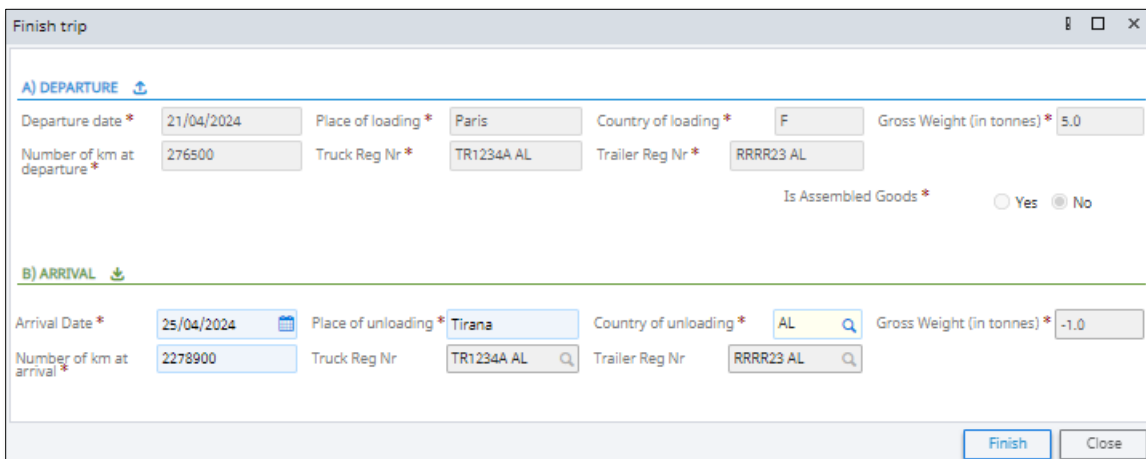 Finish trip
A) DEPARTURE
Departure date * 21/04/2024 Place of loading * Paris Country of loading * F Gross Weight (in tonnes) * 5.0
Number of km at departure * 276500 Truck Reg Nr * TR1234A AL Trailer Reg Nr * RRRR23 AL
Is Assembled Goods * Yes No
B) ARRIVAL
Arrival Date * 25/04/2024 Place of unloading * Tirana Country of unloading * AL Gross Weight (in tonnes) * -1.0
Number of km at arrival * 2278900 Truck Reg Nr TR1234A AL Trailer Reg Nr RRRR23 AL
Finish Close